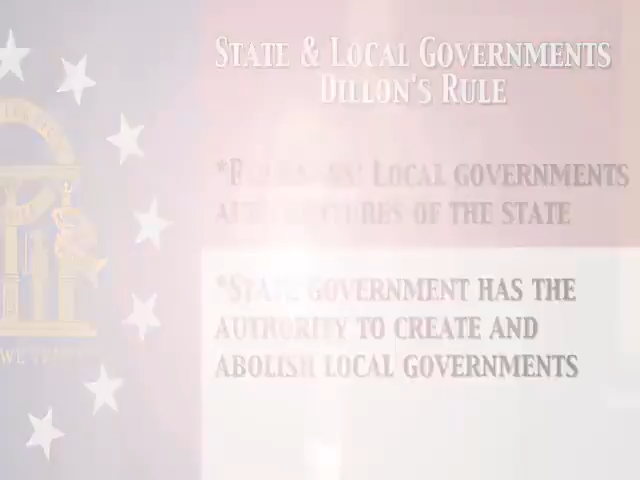 STATE & LOCAL GOVERNMENTS
DILLON'S RULE
LOCAL GOVERNMENTS
OF THE STATE
*STATE GOVERNMENT HAS THE
AUTHORITY TO CREATE AND
ABOLISH LOCAL GOVERNMENTS
WE